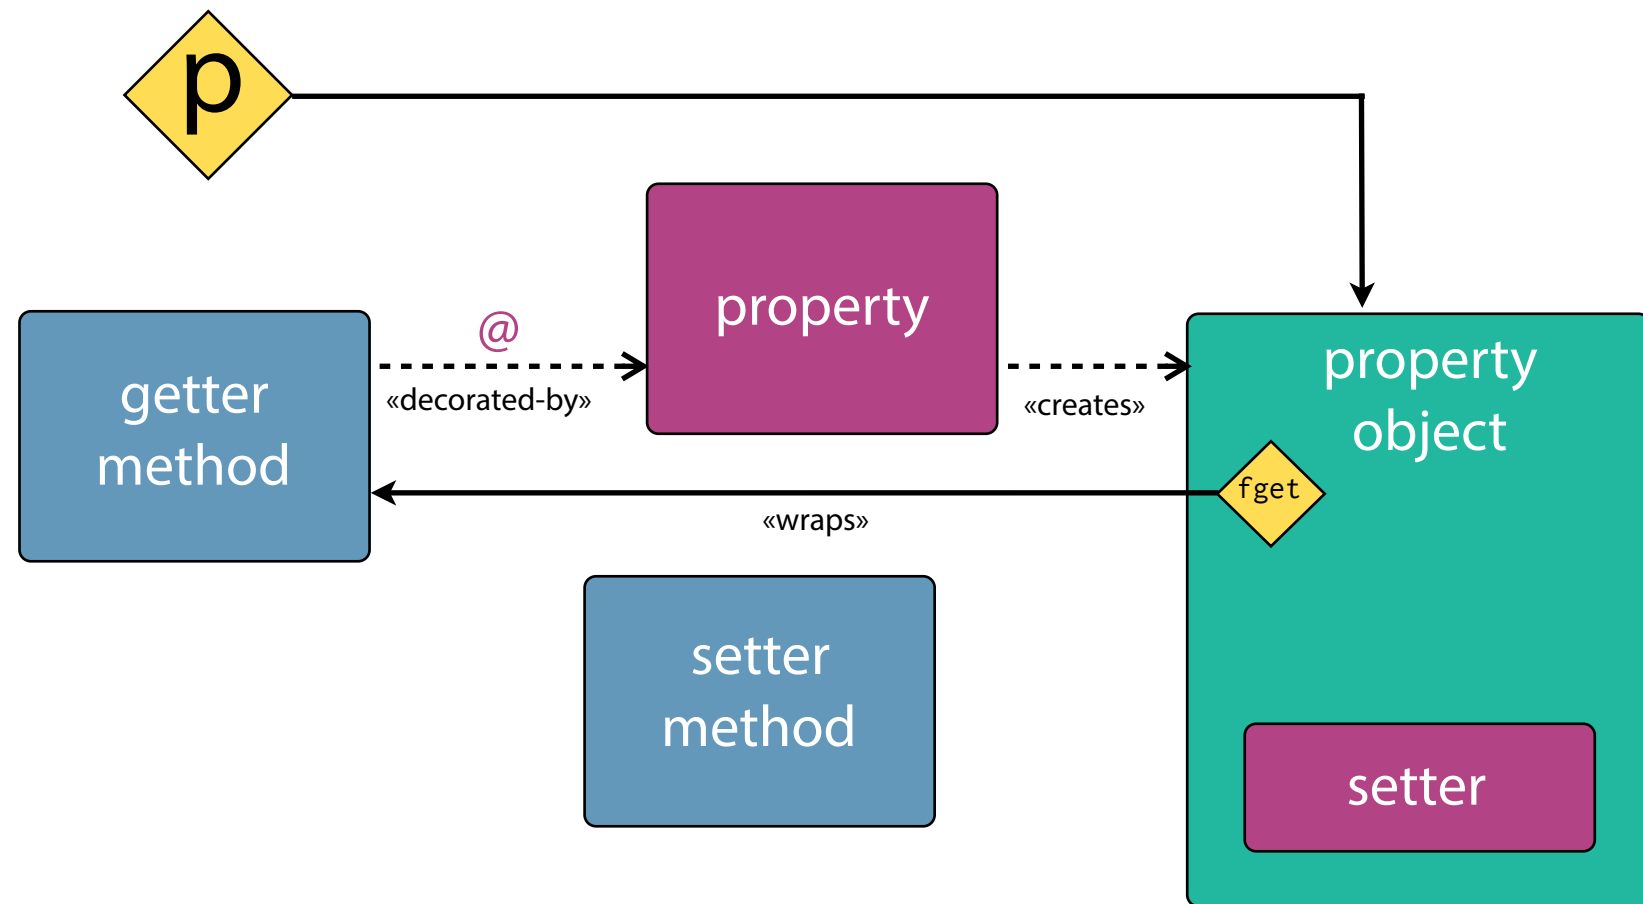 p
property
@
«decorated-by»
getter
method
«creates»
property
object
fget
«wraps»
setter
method
setter